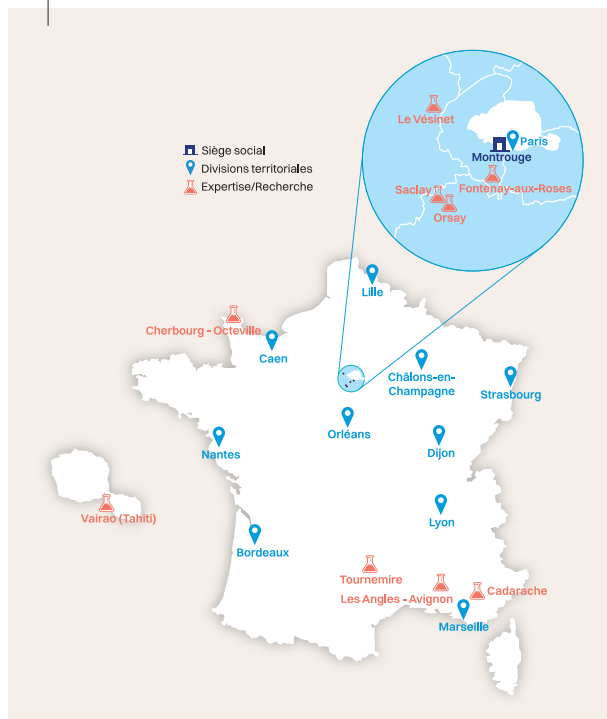 Le Vésinet
Paris
Montrouge
Saclay
Fontenay-aux-Roses
Orsay
Siège social
Divisions territoriales
Expertise/Recherche
Lille
Cherbourg - Octeville
Caen
Châlons-en-
Champagne
Strasbourg
Orléans
Nantes
Dijon
Vairao (Tahiti)
Lyon
Bordeaux
Tournemire
Les Angles - Avignon
Cadarache
Marseille